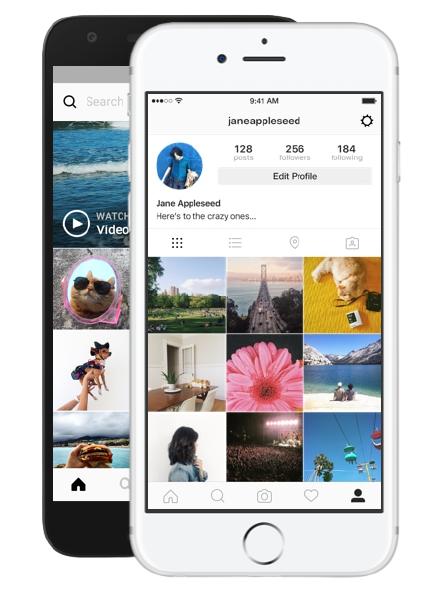 Search
WATCH
Video
9:41 AM
janeappleseed
128
posts
256
followers
184
following
Edit Profile
Jane Appleseed
Here's to the crazy ones...